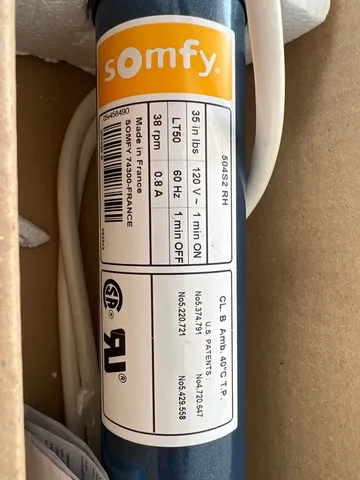 somfy.
504S2 RH
35 in lbs 120 V ~ 1 min ON
LT50 60 Hz 1 min OFF
38 rpm 0.8 A
Made in France
SOMFY 74300-FRANCE
CL. B Amb. 40°C T.P.
U.S. PATENTS :
No5.374.791 No4.720.647
No5.220.721 No5.429.558